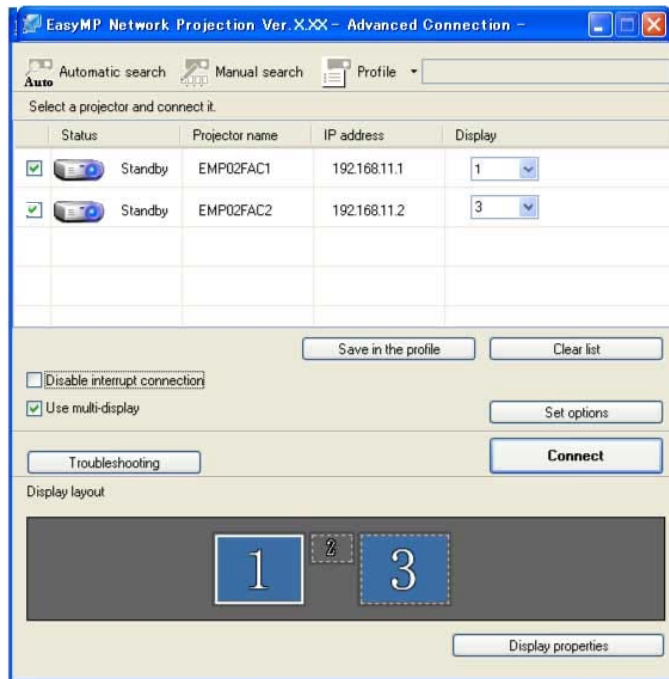 EasyMP Network Projection Ver.X.XX - Advanced Connection -
Auto Automatic search Manual search Profile
Select a projector and connect it.
Status Projector name IP address Display
Standby EMP02FAC1 192.168.11.1 1
Standby EMP02FAC2 192.168.11.2 3
Save in the profile Clear list
Disable interrupt connection
Use multi-display
Set options
Troubleshooting Connect
Display layout
1 2 3
Display properties